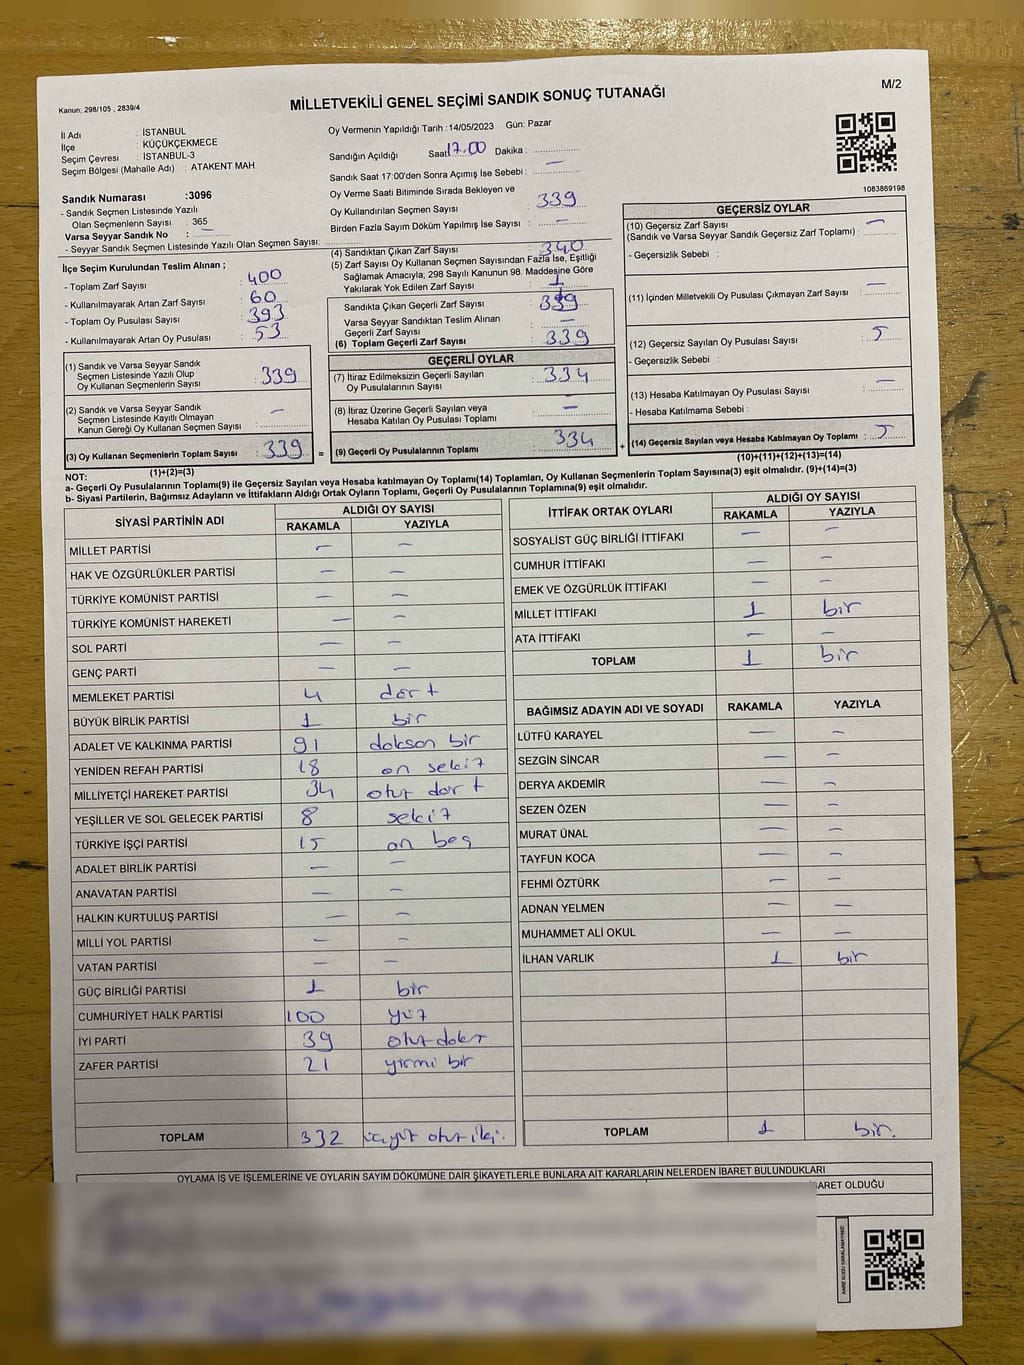 Kanun; 298/105 , 2839/4
M/2
MİLLETVEKİLİ GENEL SEÇİMİ SANDIK SONUÇ TUTANAĞI
İl Adı : İSTANBUL
İlçe : KÜÇÜKÇEKMECE
Seçim Çevresi : İSTANBUL-3
Seçim Bölgesi (Mahalle Adı) : ATAKENT MAH
Sandık Numarası :3096
- Sandık Seçmen Listesinde Yazılı
Olan Seçmenlerin Sayısı : 365
Varsa Seyyar Sandık No : —
- Seyyar Sandık Seçmen Listesinde Yazılı Olan Seçmen Sayısı:
Oy Vermenin Yapıldığı Tarih :14/05/2023 Gün: Pazar
Sandığın Açıldığı Saat 17.00 Dakika :
Sandık Saat 17:00'den Sonra Açımış İse Sebebi : —
Oy Verme Saati Bitiminde Sırada Bekleyen ve
Oy Kullandırılan Seçmen Sayısı : 339
Birden Fazla Sayım Döküm Yapılmış İse Sayısı : —
1083869198
İlçe Seçim Kurulundan Teslim Alınan ;
- Toplam Zarf Sayısı : 400
- Kullanılmayarak Artan Zarf Sayısı : 60
- Toplam Oy Pusulası Sayısı : 393
- Kullanılmayarak Artan Oy Pusulası : 53
(1) Sandık ve Varsa Seyyar Sandık
Seçmen Listesinde Yazılı Olup
Oy Kullanan Seçmenlerin Sayısı : 339
(2) Sandık ve Varsa Seyyar Sandık
Seçmen Listesinde Kayıtlı Olmayan
Kanun Gereği Oy Kullanan Seçmen Sayısı : —
(3) Oy Kullanan Seçmenlerin Toplam Sayısı : 339
(1)+(2)=(3)
(4) Sandıktan Çıkan Zarf Sayısı : 340
(5) Zarf Sayısı Oy Kullanan Seçmen Sayısından Fazla İse, Eşitliği
Sağlamak Amacıyla, 298 Sayılı Kanunun 98. Maddesine Göre
Yakılarak Yok Edilen Zarf Sayısı : 1
Sandıkta Çıkan Geçerli Zarf Sayısı : 339
Varsa Seyyar Sandıktan Teslim Alınan
Geçerli Zarf Sayısı : —
(6) Toplam Geçerli Zarf Sayısı : 339
GEÇERLİ OYLAR
(7) İtiraz Edilmeksizin Geçerli Sayılan
Oy Pusulalarının Sayısı : 334
(8) İtiraz Üzerine Geçerli Sayılan veya
Hesaba Katılan Oy Pusulası Toplamı : —
= (9) Geçerli Oy Pusulalarının Toplamı : 334
GEÇERSİZ OYLAR
(10) Geçersiz Zarf Sayısı : —
(Sandık ve Varsa Seyyar Sandık Geçersiz Zarf Toplamı)
- Geçersizlik Sebebi :
(11) İçinden Milletvekili Oy Pusulası Çıkmayan Zarf Sayısı : —
(12) Geçersiz Sayılan Oy Pusulası Sayısı : 5
- Geçersizlik Sebebi :
(13) Hesaba Katılmayan Oy Pusulası Sayısı : —
- Hesaba Katılmama Sebebi :
+ (14) Geçersiz Sayılan veya Hesaba Katılmayan Oy Toplamı : 5
(10)+(11)+(12)+(13)=(14)
NOT:
a- Geçerli Oy Pusulalarının Toplamı(9) ile Geçersiz Sayılan veya Hesaba katılmayan Oy Toplamı(14) Toplamları, Oy Kullanan Seçmenlerin Toplam Sayısına(3) eşit olmalıdır. (9)+(14)=(3)
b- Siyasi Partilerin, Bağımsız Adayların ve İttifakların Aldığı Ortak Oyların Toplamı, Geçerli Oy Pusulalarının Toplamına(9) eşit olmalıdır.
SİYASİ PARTİNİN ADI ALDIĞI OY SAYISI
RAKAMLA YAZIYLA
MİLLET PARTİSİ — —
HAK VE ÖZGÜRLÜKLER PARTİSİ — —
TÜRKİYE KOMÜNİST PARTİSİ — —
TÜRKİYE KOMÜNİST HAREKETİ — —
SOL PARTİ — —
GENÇ PARTİ — —
MEMLEKET PARTİSİ 4 dört
BÜYÜK BİRLİK PARTİSİ 1 bir
ADALET VE KALKINMA PARTİSİ 91 doksan bir
YENİDEN REFAH PARTİSİ 18 on sekiz
MİLLİYETÇİ HAREKET PARTİSİ 34 otuz dört
YEŞİLLER VE SOL GELECEK PARTİSİ 8 sekiz
TÜRKİYE İŞÇİ PARTİSİ 15 on beş
ADALET BİRLİK PARTİSİ — —
ANAVATAN PARTİSİ — —
HALKIN KURTULUŞ PARTİSİ — —
MİLLİ YOL PARTİSİ — —
VATAN PARTİSİ — —
GÜÇ BİRLİĞİ PARTİSİ 1 bir
CUMHURİYET HALK PARTİSİ 100 yüz
İYİ PARTİ 39 otuz dokuz
ZAFER PARTİSİ 21 yirmi bir
TOPLAM 332 üçyüz otuz iki
İTTİFAK ORTAK OYLARI ALDIĞI OY SAYISI
RAKAMLA YAZIYLA
SOSYALİST GÜÇ BİRLİĞİ İTTİFAKI — —
CUMHUR İTTİFAKI — —
EMEK VE ÖZGÜRLÜK İTTİFAKI — —
MİLLET İTTİFAKI 1 bir
ATA İTTİFAKI — —
TOPLAM 1 bir
BAĞIMSIZ ADAYIN ADI VE SOYADI RAKAMLA YAZIYLA
LÜTFÜ KARAYEL — —
SEZGİN SİNCAR — —
DERYA AKDEMİR — —
SEZEN ÖZEN — —
MURAT ÜNAL — —
TAYFUN KOCA — —
FEHMİ ÖZTÜRK — —
ADNAN YELMEN — —
MUHAMMET ALİ OKUL — —
İLHAN VARLIK 1 bir
TOPLAM 1 bir.
OYLAMA İŞ VE İŞLEMLERİNE VE OYLARIN SAYIM DÖKÜMÜNE DAİR ŞİKAYETLERLE BUNLARA AİT KARARLARIN NELERDEN İBARET BULUNDUKLARI
BARET OLDUĞU